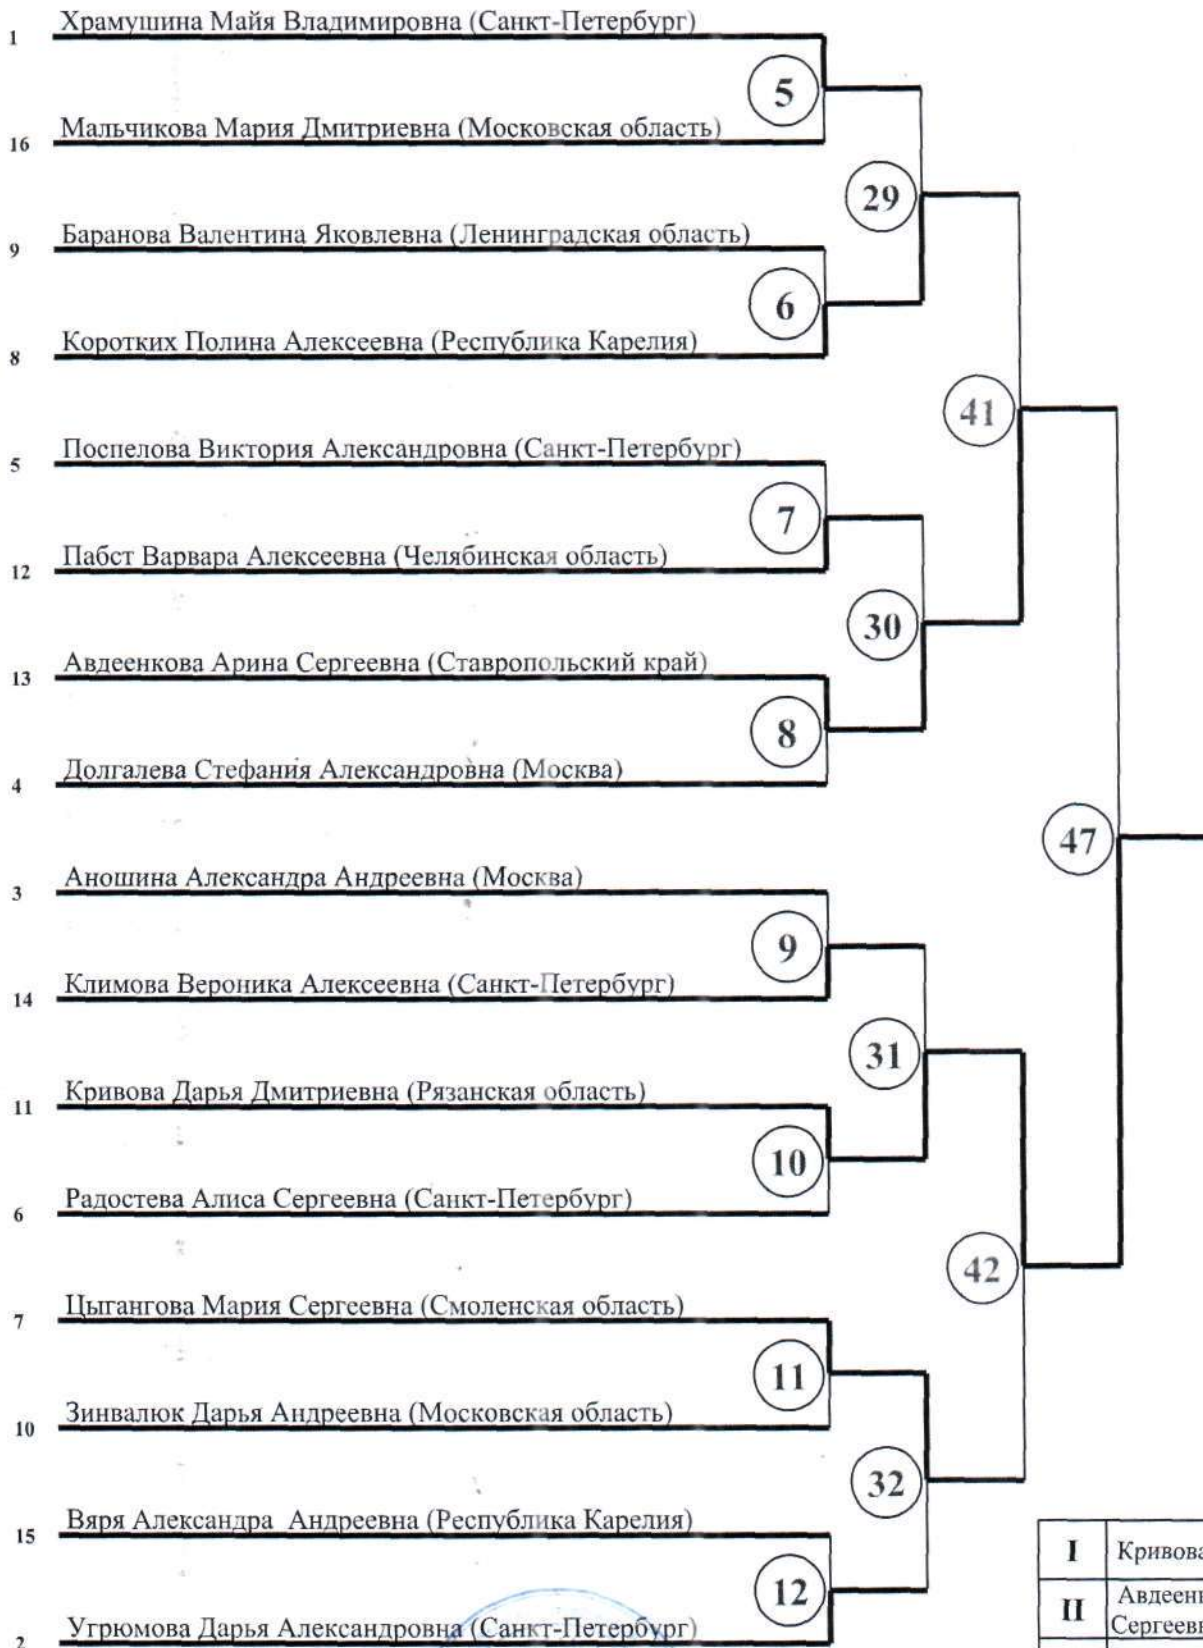 1 Храмушина Майя Владимировна (Санкт-Петербург)
5
16 Мальчикова Мария Дмитриевна (Московская область)
29
9 Баранова Валентина Яковлевна (Ленинградская область)
6
8 Коротких Полина Алексеевна (Республика Карелия)
41
5 Поспелова Виктория Александровна (Санкт-Петербург)
7
12 Пабст Варвара Алексеевна (Челябинская область)
30
13 Авдеенкова Арина Сергеевна (Ставропольский край)
8
4 Долгалева Стефания Александровна (Москва)
47
3 Аношина Александра Андреевна (Москва)
9
14 Климова Вероника Алексеевна (Санкт-Петербург)
31
11 Кривова Дарья Дмитриевна (Рязанская область)
10
6 Радостева Алиса Сергеевна (Санкт-Петербург)
42
7 Цыгангова Мария Сергеевна (Смоленская область)
11
10 Зинвалюк Дарья Андреевна (Московская область)
32
15 Вяря Александра Андреевна (Республика Карелия)
I Кривова
12
II Авдеенк
Сергеевн
2 Угрюмова Дарья Александровна (Санкт-Петербург)